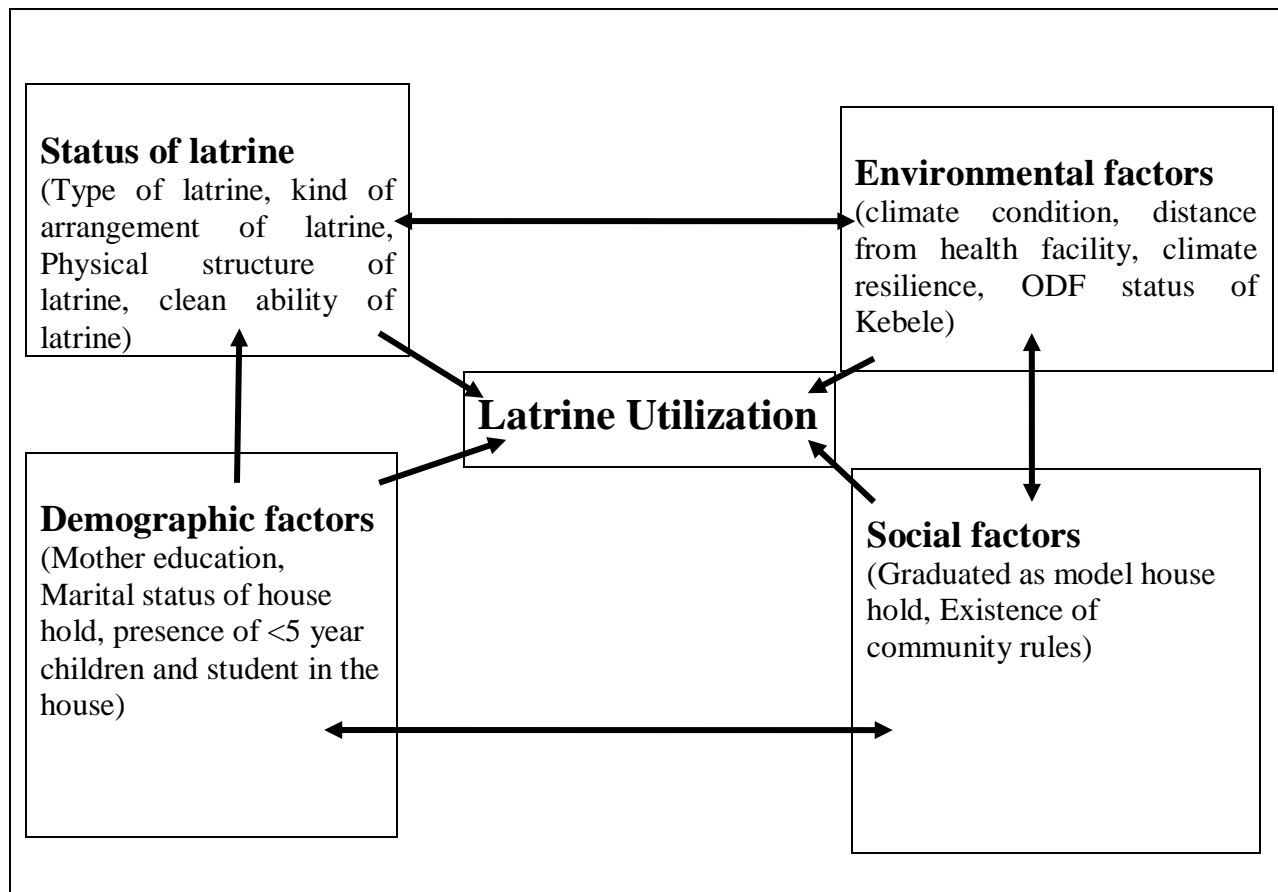 Status of latrine
(Type of latrine, kind of
arrangement of latrine,
Physical structure of
latrine, clean ability of
latrine)
Environmental factors
(climate condition, distance
from health facility, climate
resilience, ODF status of
Kebele)
Latrine Utilization
Demographic factors
(Mother education,
Marital status of house
hold, presence of <5 year
children and student in the
house)
Social factors
(Graduated as model house
hold, Existence of
community rules)